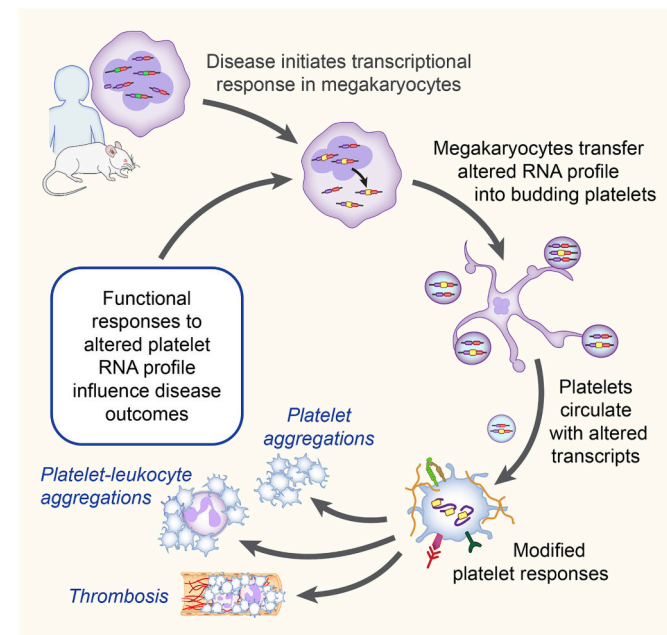 Disease initiates transcriptional
response in megakaryocytes
Megakaryocytes transfer
altered RNA profile
into budding platelets
Functional
responses to
altered platelet
RNA profile
influence disease
outcomes
Platelets
circulate
with altered
transcripts
Platelet
aggregations
Platelet-leukocyte
aggregations
Modified
platelet responses
Thrombosis